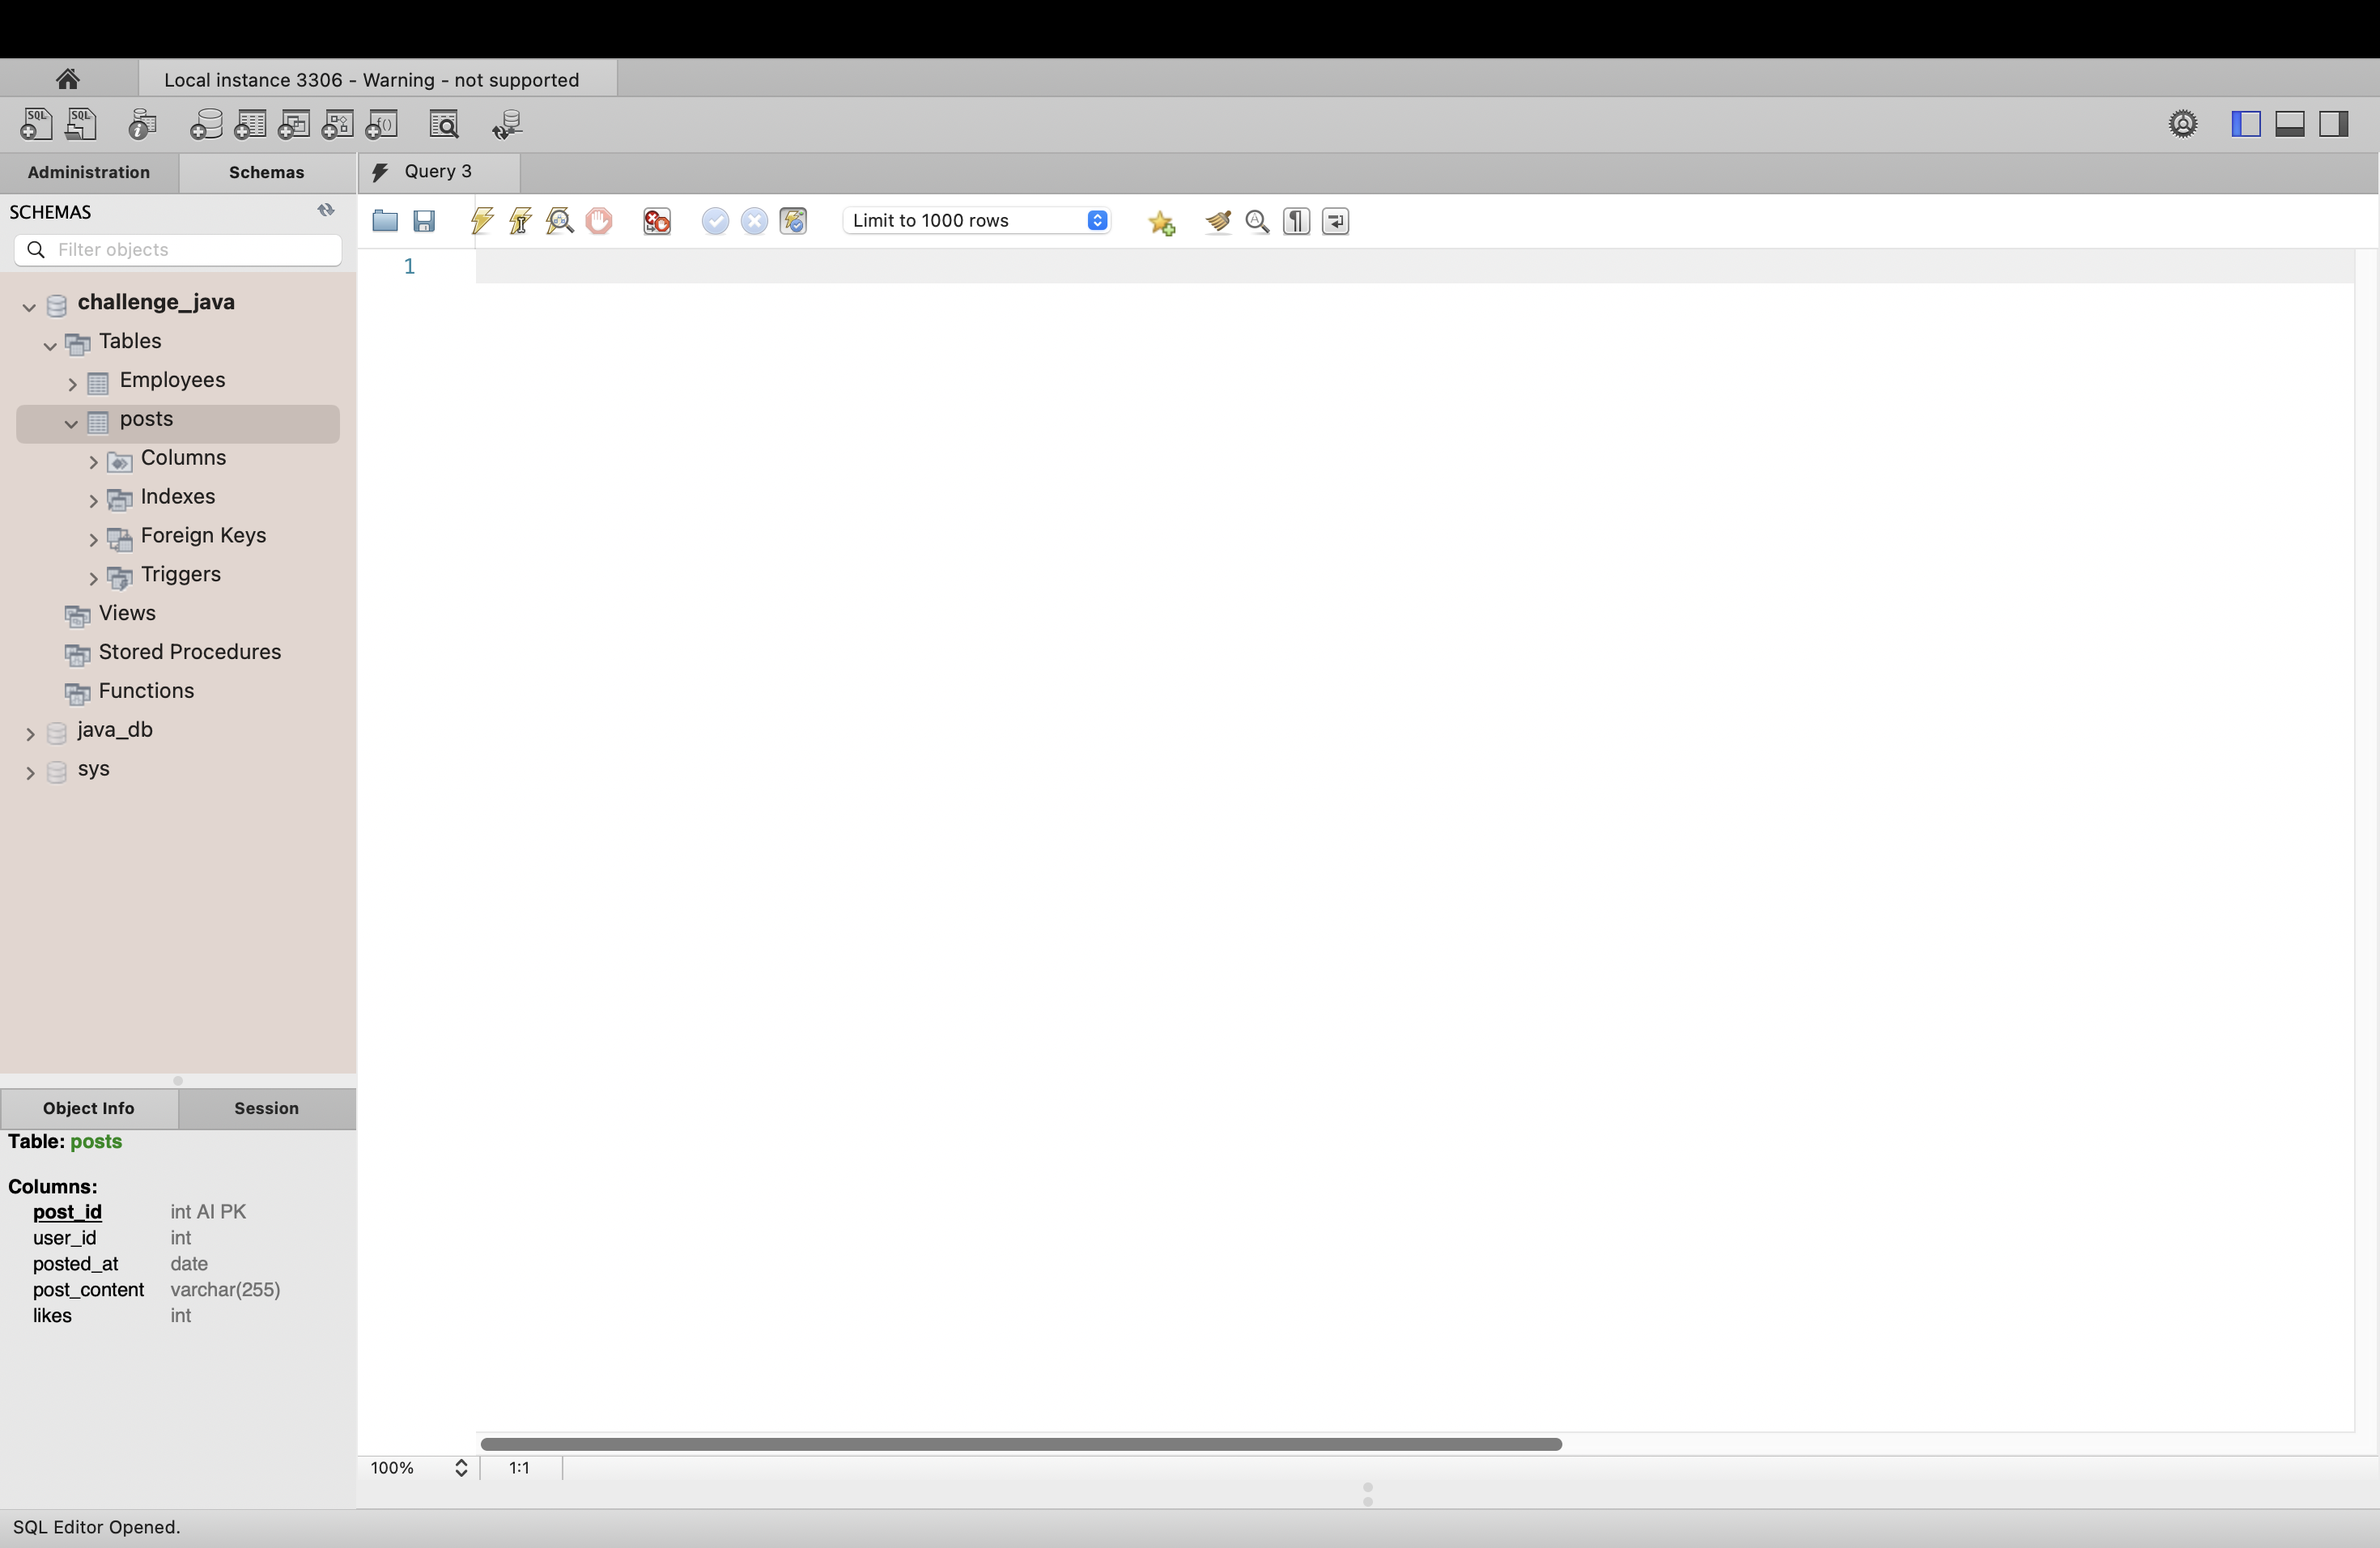 Local instance 3306 - Warning - not supported
SQL SQL
Administration Schemas Query 3
SCHEMAS
Filter objects
Limit to 1000 rows
1
challenge_java
Tables
Employees
posts
Columns
Indexes
Foreign Keys
Triggers
Views
Stored Procedures
Functions
java_db
sys
Object Info Session
Table: posts
Columns:
post_id int AI PK
user_id int
posted_at date
post_content varchar(255)
likes int
100% 1:1
SQL Editor Opened.